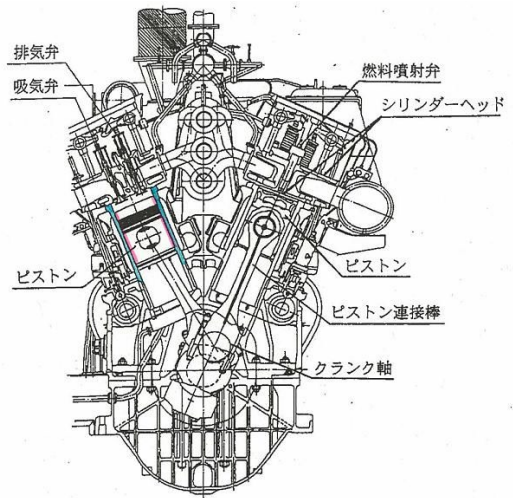 排気弁
吸気弁
燃料噴射弁
シリンダーヘッド
ピストン
ピストン
ピストン連接棒
クランク軸